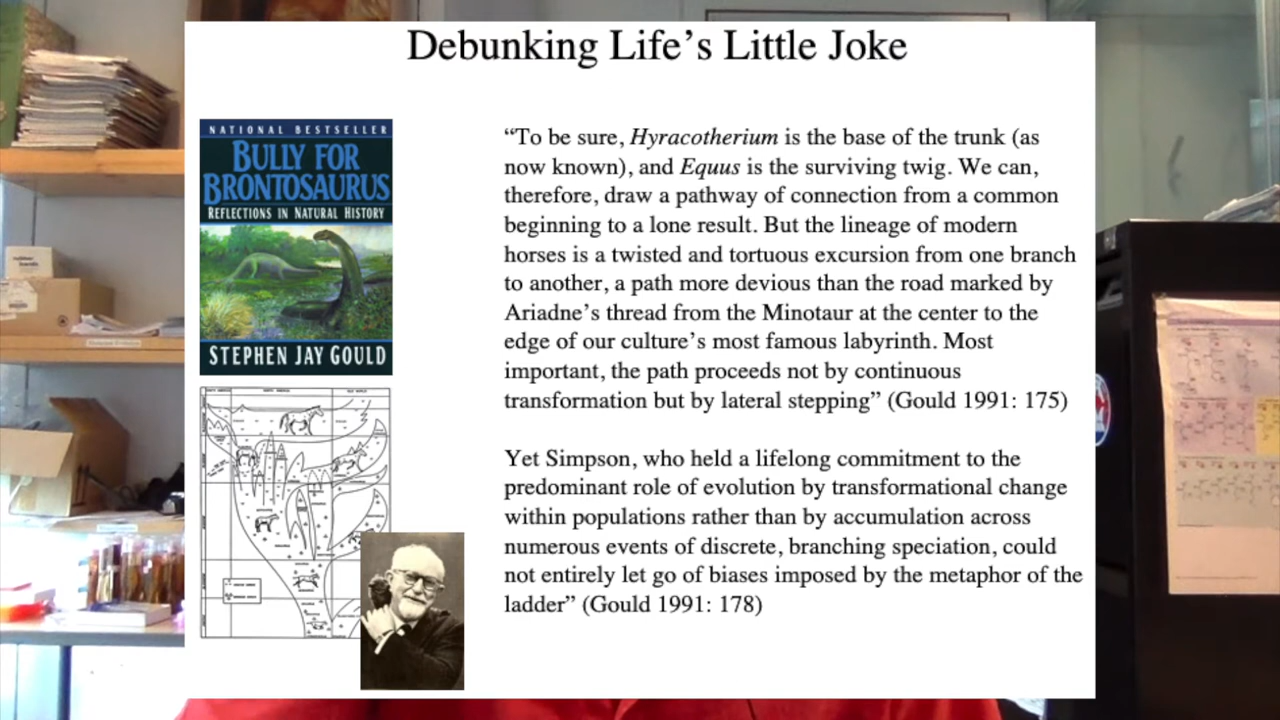 Debunking Life’s Little Joke
NATIONAL BESTSELLER
BULLY FOR
BRONTOSAURUS
REFLECTIONS IN NATURAL HISTORY
STEPHEN JAY GOULD
“To be sure, Hyracotherium is the base of the trunk (as
now known), and Equus is the surviving twig. We can,
therefore, draw a pathway of connection from a common
beginning to a lone result. But the lineage of modern
horses is a twisted and tortuous excursion from one branch
to another, a path more devious than the road marked by
Ariadne’s thread from the Minotaur at the center to the
edge of our culture’s most famous labyrinth. Most
important, the path proceeds not by continuous
transformation but by lateral stepping” (Gould 1991: 175)
Yet Simpson, who held a lifelong commitment to the
predominant role of evolution by transformational change
within populations rather than by accumulation across
numerous events of discrete, branching speciation, could
not entirely let go of biases imposed by the metaphor of the
ladder” (Gould 1991: 178)